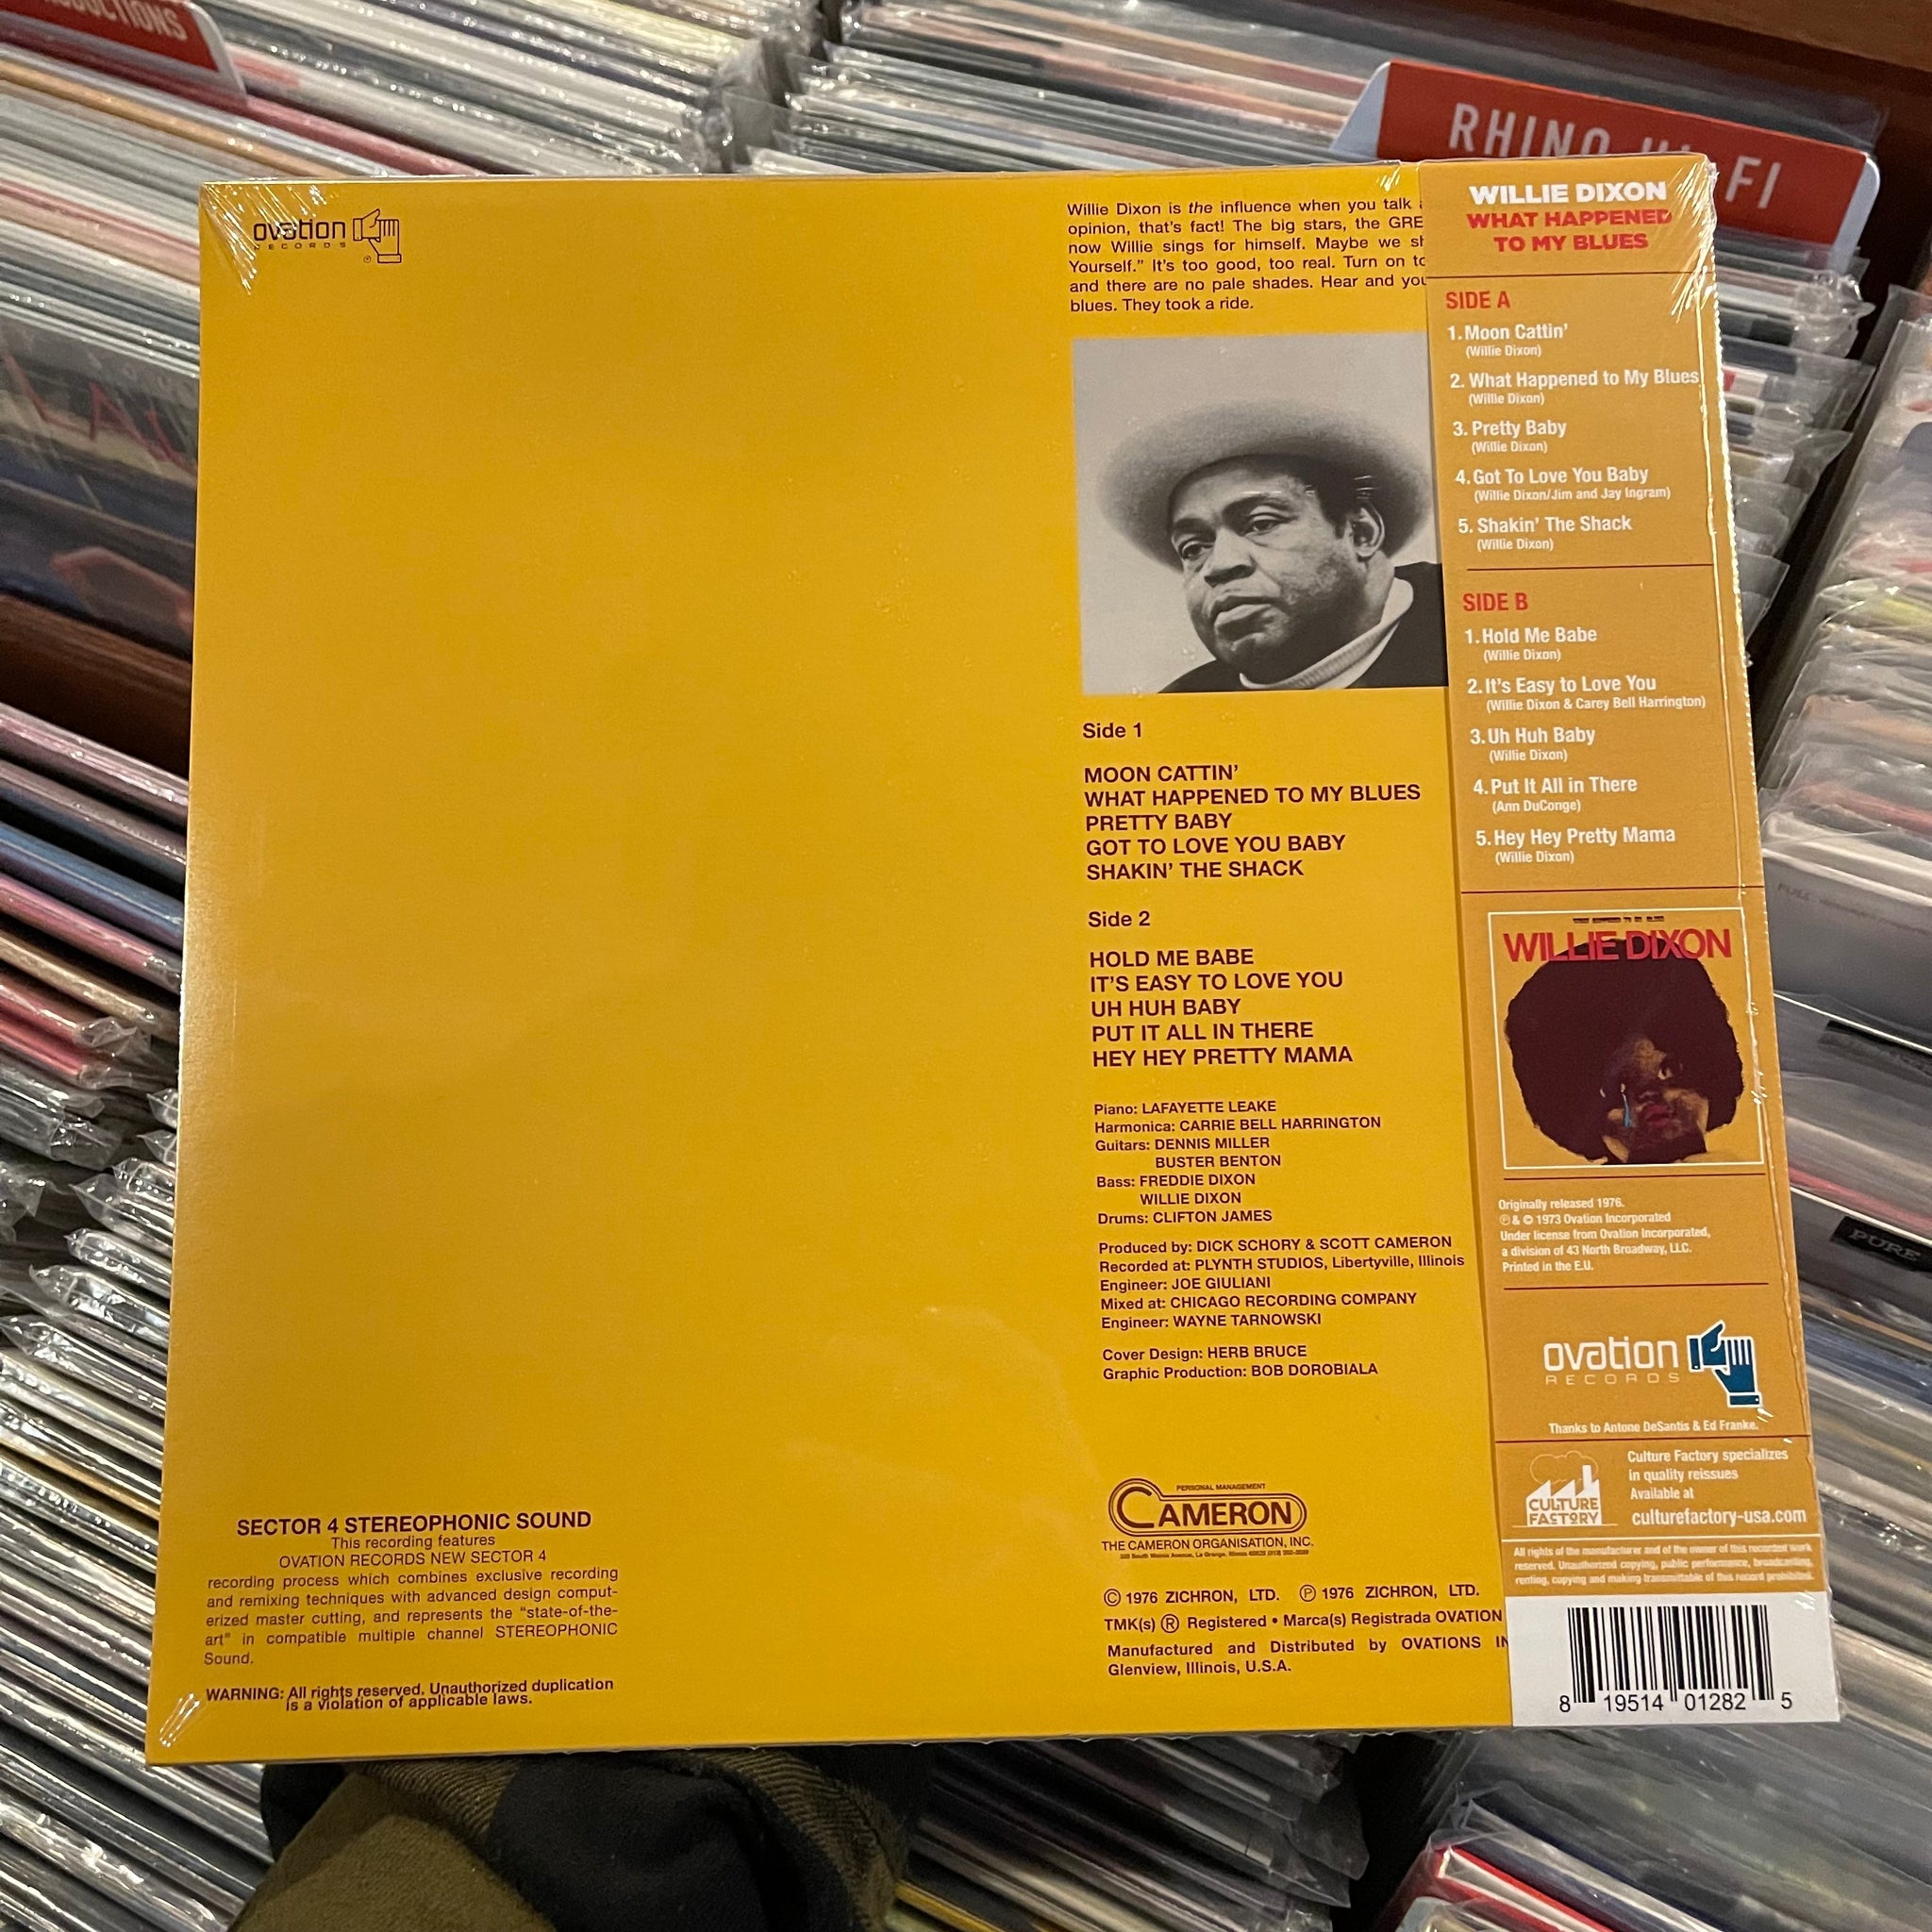 ODUCTIONS
RHINO HI-FI
ovation
RECORDS
Willie Dixon is the influence when you talk
opinion, that's fact! The big stars, the GRE
now Willie sings for himself. Maybe we sh
Yourself." It's too good, too real. Turn on to
and there are no pale shades. Hear and you
blues. They took a ride.
Side 1
MOON CATTIN'
WHAT HAPPENED TO MY BLUES
PRETTY BABY
GOT TO LOVE YOU BABY
SHAKIN' THE SHACK
Side 2
HOLD ME BABE
IT'S EASY TO LOVE YOU
UH HUH BABY
PUT IT ALL IN THERE
HEY HEY PRETTY MAMA
Piano: LAFAYETTE LEAKE
Harmonica: CARRIE BELL HARRINGTON
Guitars: DENNIS MILLER
BUSTER BENTON
Bass: FREDDIE DIXON
WILLIE DIXON
Drums: CLIFTON JAMES
Produced by: DICK SCHORY & SCOTT CAMERON
Recorded at: PLYNTH STUDIOS, Libertyville, Illinois
Engineer: JOE GIULIANI
Mixed at: CHICAGO RECORDING COMPANY
Engineer: WAYNE TARNOWSKI
Cover Design: HERB BRUCE
Graphic Production: BOB DOROBIALA
PERSONAL MANAGEMENT
CAMERON
THE CAMERON ORGANISATION, INC.
© 1976 ZICHRON, LTD. ℗ 1976 ZICHRON, LTD.
TMK(s) ® Registered • Marca(s) Registrada OVATION
Manufactured and Distributed by OVATIONS IN
Glenview, Illinois, U.S.A.
SECTOR 4 STEREOPHONIC SOUND
This recording features
OVATION RECORDS NEW SECTOR 4
recording process which combines exclusive recording
and remixing techniques with advanced design comput-
erized master cutting, and represents the "state-of-the-
art" in compatible multiple channel STEREOPHONIC
Sound.
WARNING: All rights reserved. Unauthorized duplication
is a violation of applicable laws.
WILLIE DIXON
WHAT HAPPENED
TO MY BLUES
SIDE A
1. Moon Cattin'
(Willie Dixon)
2. What Happened to My Blues
(Willie Dixon)
3. Pretty Baby
(Willie Dixon)
4. Got To Love You Baby
(Willie Dixon/Jim and Jay Ingram)
5. Shakin' The Shack
(Willie Dixon)
SIDE B
1. Hold Me Babe
(Willie Dixon)
2. It's Easy to Love You
(Willie Dixon & Carey Bell Harrington)
3. Uh Huh Baby
(Willie Dixon)
4. Put It All in There
(Ann DuConge)
5. Hey Hey Pretty Mama
(Willie Dixon)
WHAT HAPPENED TO MY BLUES
WILLIE DIXON
Originally released 1976.
℗ & © 1973 Ovation Incorporated
Under license from Ovation Incorporated,
a division of 43 North Broadway, LLC.
Printed in the E.U.
ovation
RECORDS
Thanks to Antone DeSantis & Ed Franke.
CULTURE
FACTORY
Culture Factory specializes
in quality reissues
Available at
culturefactory-usa.com
All rights of the manufacturer and of the owner of this recorded work
reserved. Unauthorized copying, public performance, broadcasting,
renting, copying and making transmittable of this record prohibited.
8 19514 01282 5
PURE